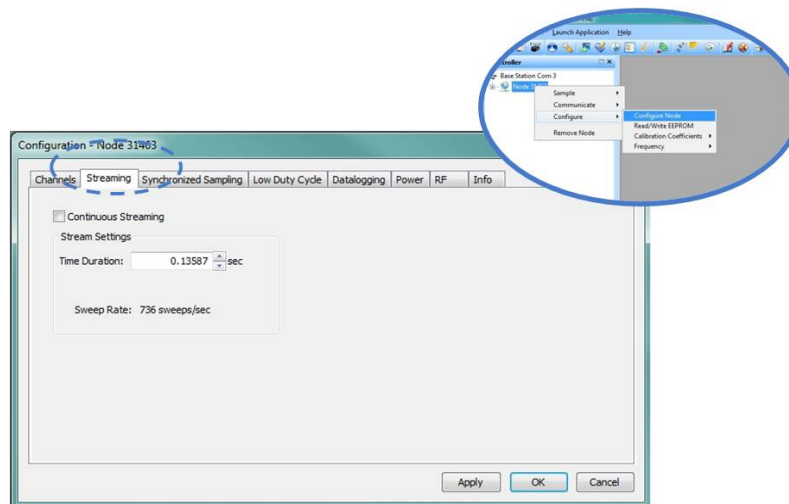 Launch Application Help
Base Station Com 3
Sample
Communicate
Configure
Remove Node
Configure Node
Read/Write EEPROM
Calibration Coefficients
Frequency
Configuration - Node 31463
Channels Streaming Synchronized Sampling Low Duty Cycle Datalogging Power RF Info
Continuous Streaming
Stream Settings
Time Duration: 0.13587 sec
Sweep Rate: 736 sweeps/sec
Apply OK Cancel